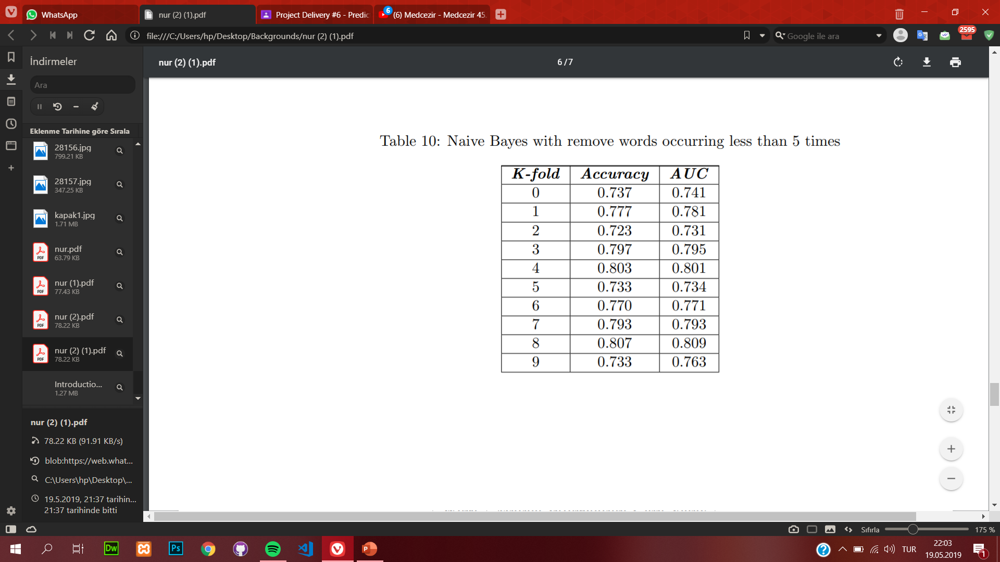 WhatsApp
nur (2) (1).pdf
Project Delivery #6 - Predic
6
(6) Medcezir - Medcezir 45.
file:///C:/Users/hp/Desktop/Backgrounds/nur (2) (1).pdf
Google ile ara
2595
İndirmeler
Ara
Eklenme Tarihine göre Sırala
28156.jpg
799.21 KB
28157.jpg
347.25 KB
kapak1.jpg
1.71 MB
PDF
nur.pdf
63.79 KB
PDF
nur (1).pdf
77.43 KB
PDF
nur (2).pdf
78.22 KB
PDF
nur (2) (1).pdf
78.22 KB
Introductio...
1.27 MB
nur (2) (1).pdf
78.22 KB (91.91 KB/s)
blob:https://web.what...
C:\Users\hp\Desktop\...
19.5.2019, 21:37 tarihin...
21:37 tarihinde bitti
nur (2) (1).pdf
6 / 7
Table 10: Naive Bayes with remove words occurring less than 5 times
K-fold Accuracy AUC
0 0.737 0.741
1 0.777 0.781
2 0.723 0.731
3 0.797 0.795
4 0.803 0.801
5 0.733 0.734
6 0.770 0.771
7 0.793 0.793
8 0.807 0.809
9 0.733 0.763
Sıfırla
175 %
Dw
Ps
P
TUR
22:03
19.05.2019
1